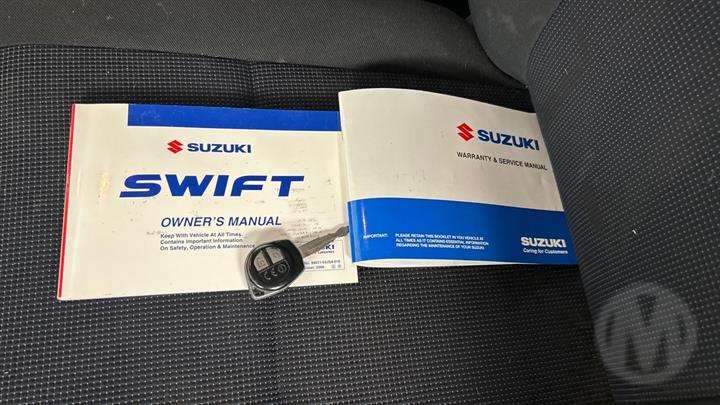 SUZUKI
SWIFT
OWNER'S MANUAL
Keep With Vehicle At All Times.
Contains Important Information
On Safety, Operation & Maintenance
SUZUKI
WARRANTY & SERVICE MANUAL
IMPORTANT: PLEASE RETAIN THIS BOOKLET IN YOU VEHICLE AT
ALL TIMES AS IT CONTAINS ESSENTIAL INFORMATION
REGARDING THE MAINTENANCE OF YOUR SUZUKI
SUZUKI
Caring for Customers
CE
M